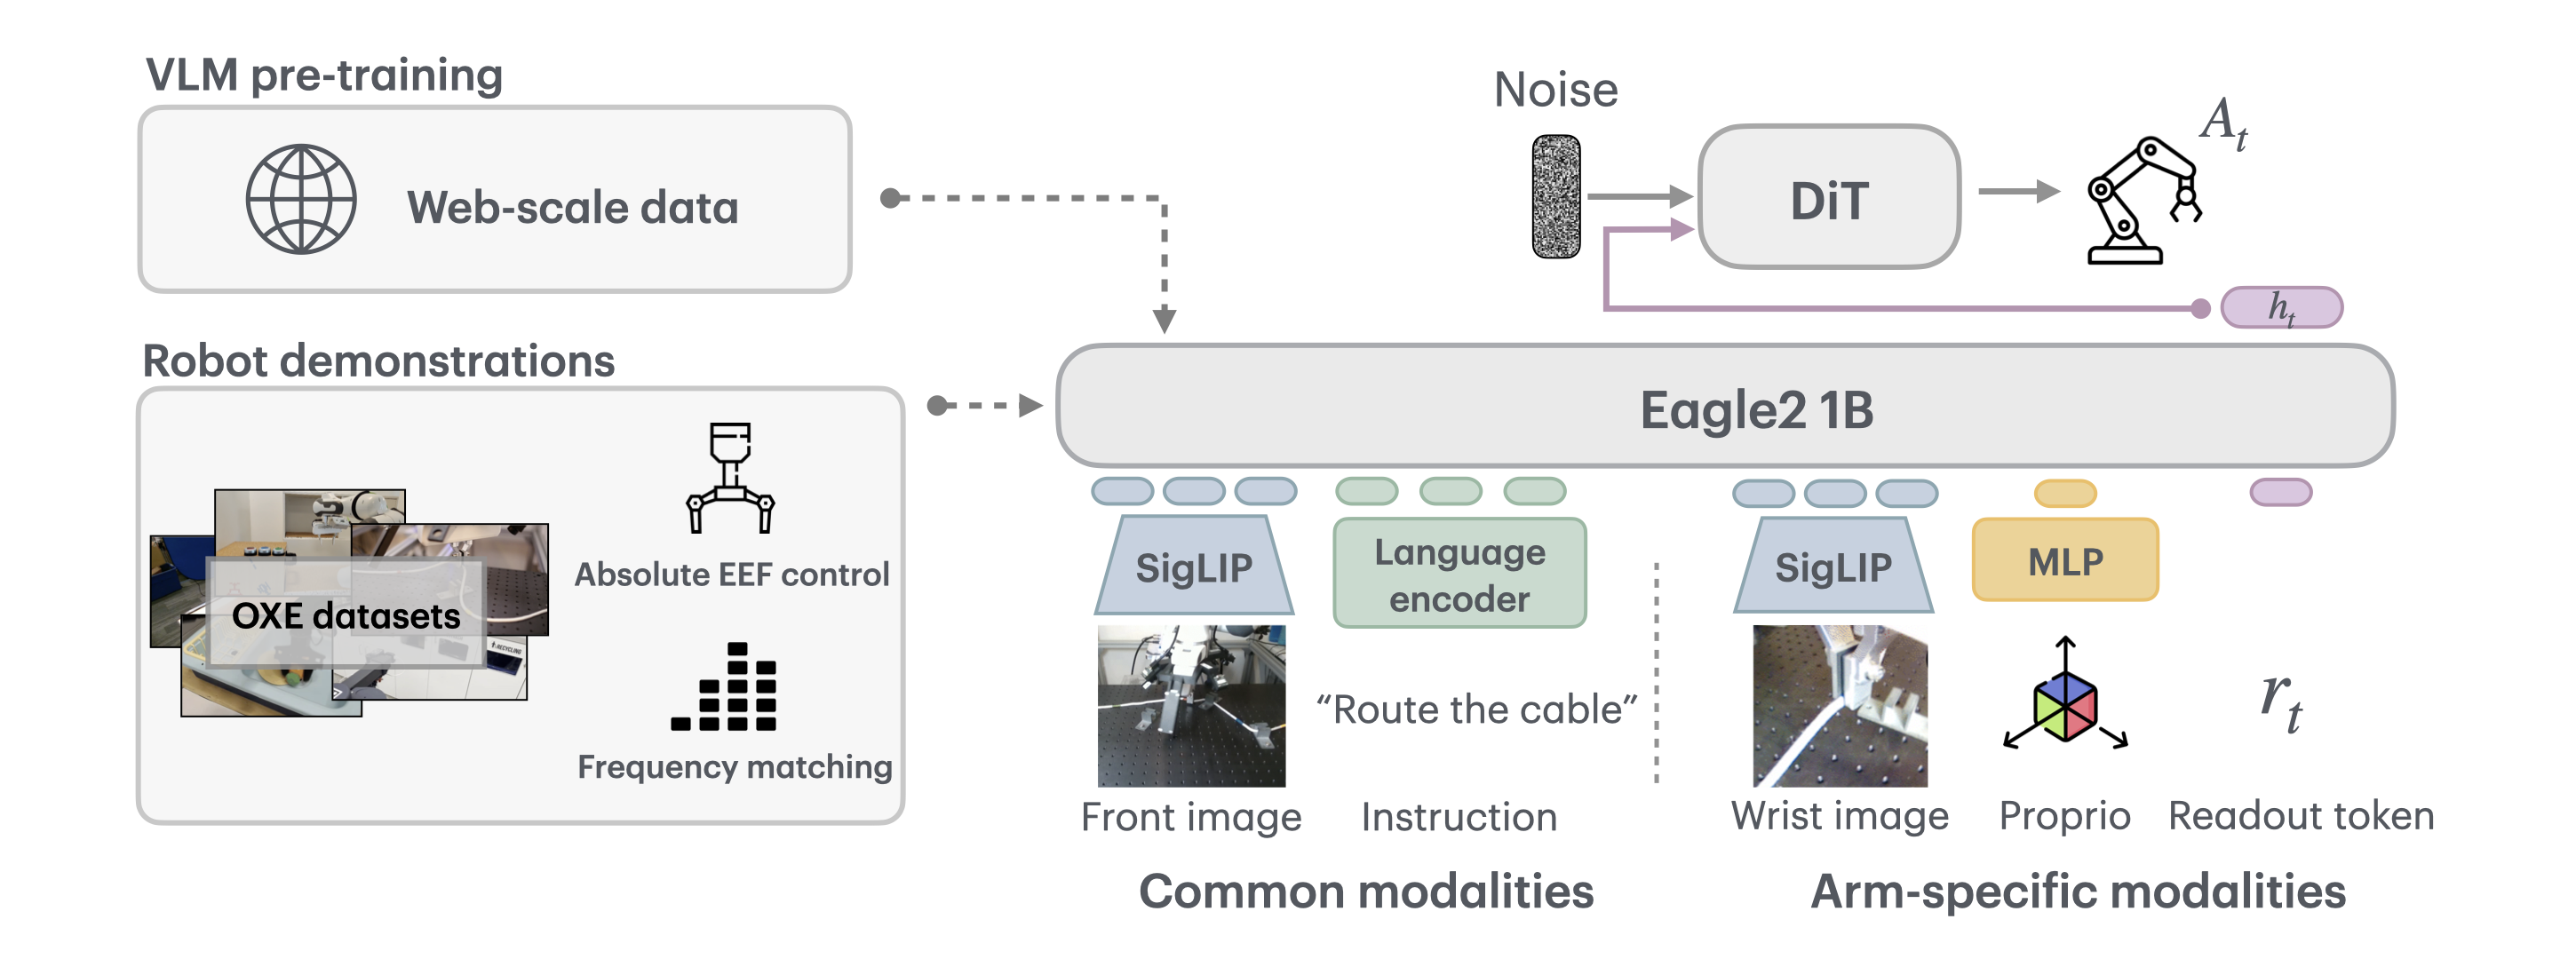 VLM pre-training
Web-scale data
Robot demonstrations
OXE datasets
Absolute EEF control
Frequency matching
Noise
DiT
A_t
h_t
Eagle2 1B
SigLIP
Language
encoder
SigLIP
MLP
“Route the cable”
r_t
Front image
Instruction
Wrist image
Proprio
Readout token
Common modalities
Arm-specific modalities
RECYCLING